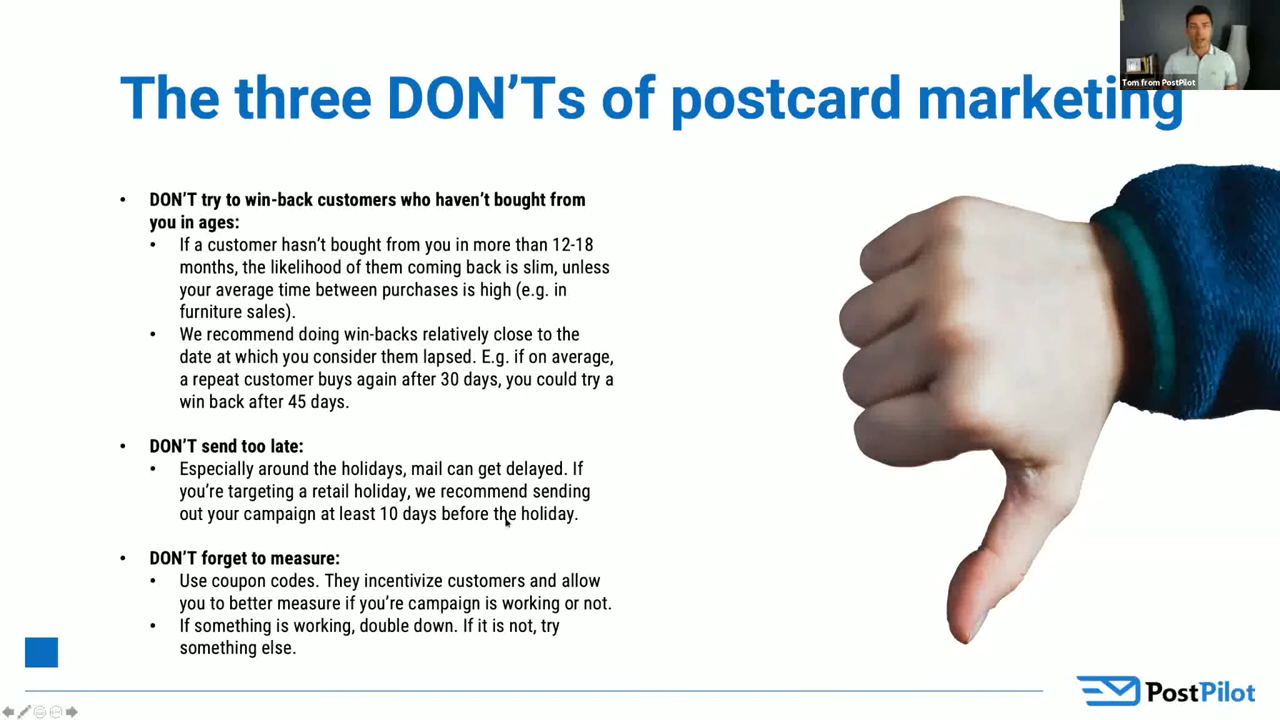 The three DON’Ts of postcard marketing
Tom from PostPilot
• DON’T try to win-back customers who haven’t bought from
you in ages:
• If a customer hasn’t bought from you in more than 12-18
months, the likelihood of them coming back is slim, unless
your average time between purchases is high (e.g. in
furniture sales).
• We recommend doing win-backs relatively close to the
date at which you consider them lapsed. E.g. if on average,
a repeat customer buys again after 30 days, you could try a
win back after 45 days.
• DON’T send too late:
• Especially around the holidays, mail can get delayed. If
you’re targeting a retail holiday, we recommend sending
out your campaign at least 10 days before the holiday.
• DON’T forget to measure:
• Use coupon codes. They incentivize customers and allow
you to better measure if you’re campaign is working or not.
• If something is working, double down. If it is not, try
something else.
PostPilot